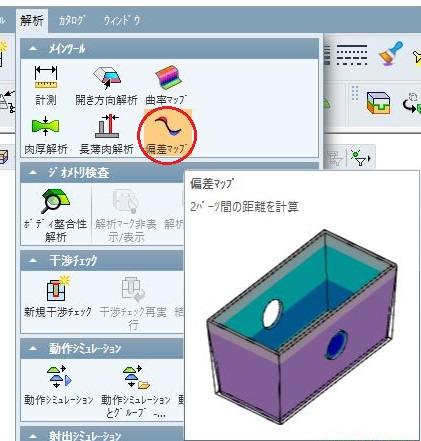 解析 ｶﾀﾛｸﾞ ｳｨﾝﾄﾞｳ
ﾒｲﾝﾂｰﾙ
計測 開き方向解析 曲率ﾏｯﾌﾟ
肉厚解析 長薄肉解析 偏差ﾏｯﾌﾟ
ｼﾞｵﾒﾄﾘ検査
偏差ﾏｯﾌﾟ
2ﾊﾟｰﾂ間の距離を計算
ﾎﾞﾃﾞｨ整合性 解析ﾏｰｸ非表 解析
解析 示/表示
干渉ﾁｪｯｸ
新規干渉ﾁｪｯｸ 干渉ﾁｪｯｸ再実 結
行
動作ｼﾐｭﾚｰｼｮﾝ
動作ｼﾐｭﾚｰｼｮﾝ 動作ｼﾐｭﾚｰｼｮﾝ 動
とｸﾞﾙｰﾌﾟ -...
射出ｼﾐｭﾚｰｼｮﾝ